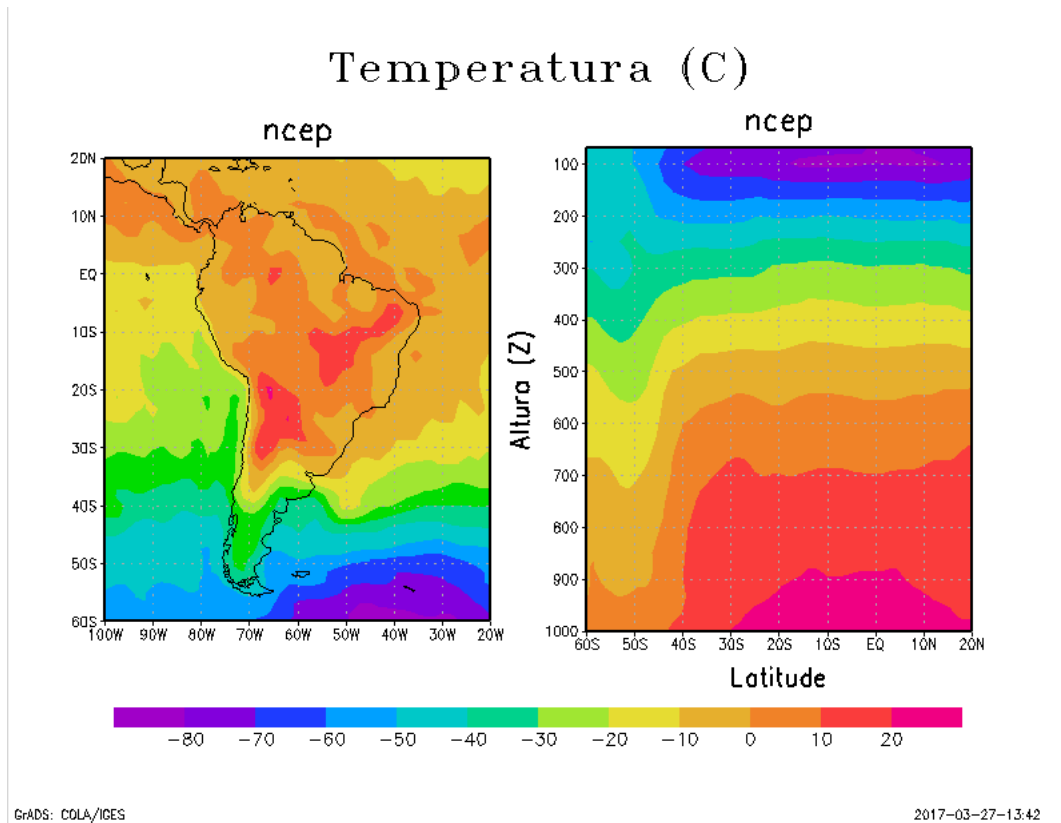 Temperatura (C)
ncep
20N
10N
EQ
10S
20S
30S
40S
50S
60S
100W 90W 80W 70W 60W 50W 40W 30W 20W
ncep
Altura (Z)
100
200
300
400
500
600
700
800
900
1000
60S 50S 40S 30S 20S 10S EQ 10N 20N
Latitude
-80 -70 -60 -50 -40 -30 -20 -10 0 10 20
GrADS: COLA/IGES
2017-03-27-13:42